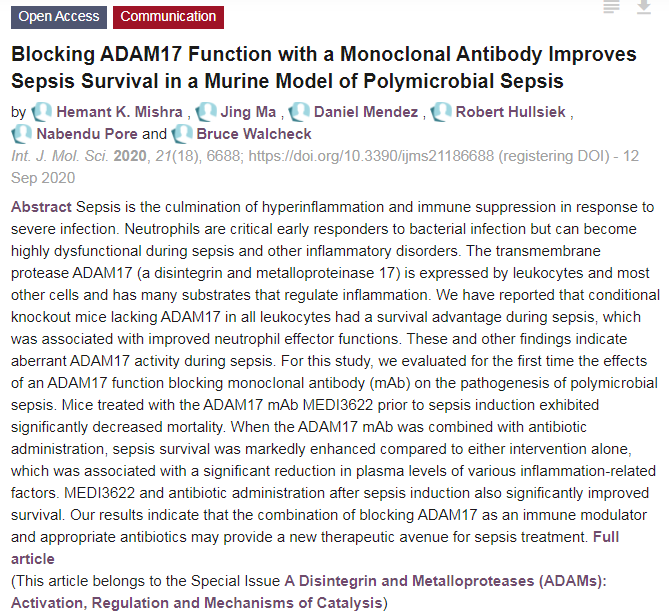 Open Access Communication
Blocking ADAM17 Function with a Monoclonal Antibody Improves
Sepsis Survival in a Murine Model of Polymicrobial Sepsis
by Hemant K. Mishra , Jing Ma , Daniel Mendez , Robert Hullsiek ,
Nabendu Pore and Bruce Walcheck
Int. J. Mol. Sci. 2020, 21(18), 6688; https://doi.org/10.3390/ijms21186688 (registering DOI) - 12
Sep 2020
Abstract Sepsis is the culmination of hyperinflammation and immune suppression in response to
severe infection. Neutrophils are critical early responders to bacterial infection but can become
highly dysfunctional during sepsis and other inflammatory disorders. The transmembrane
protease ADAM17 (a disintegrin and metalloproteinase 17) is expressed by leukocytes and most
other cells and has many substrates that regulate inflammation. We have reported that conditional
knockout mice lacking ADAM17 in all leukocytes had a survival advantage during sepsis, which
was associated with improved neutrophil effector functions. These and other findings indicate
aberrant ADAM17 activity during sepsis. For this study, we evaluated for the first time the effects
of an ADAM17 function blocking monoclonal antibody (mAb) on the pathogenesis of polymicrobial
sepsis. Mice treated with the ADAM17 mAb MEDI3622 prior to sepsis induction exhibited
significantly decreased mortality. When the ADAM17 mAb was combined with antibiotic
administration, sepsis survival was markedly enhanced compared to either intervention alone,
which was associated with a significant reduction in plasma levels of various inflammation-related
factors. MEDI3622 and antibiotic administration after sepsis induction also significantly improved
survival. Our results indicate that the combination of blocking ADAM17 as an immune modulator
and appropriate antibiotics may provide a new therapeutic avenue for sepsis treatment. Full
article
(This article belongs to the Special Issue A Disintegrin and Metalloproteases (ADAMs):
Activation, Regulation and Mechanisms of Catalysis)